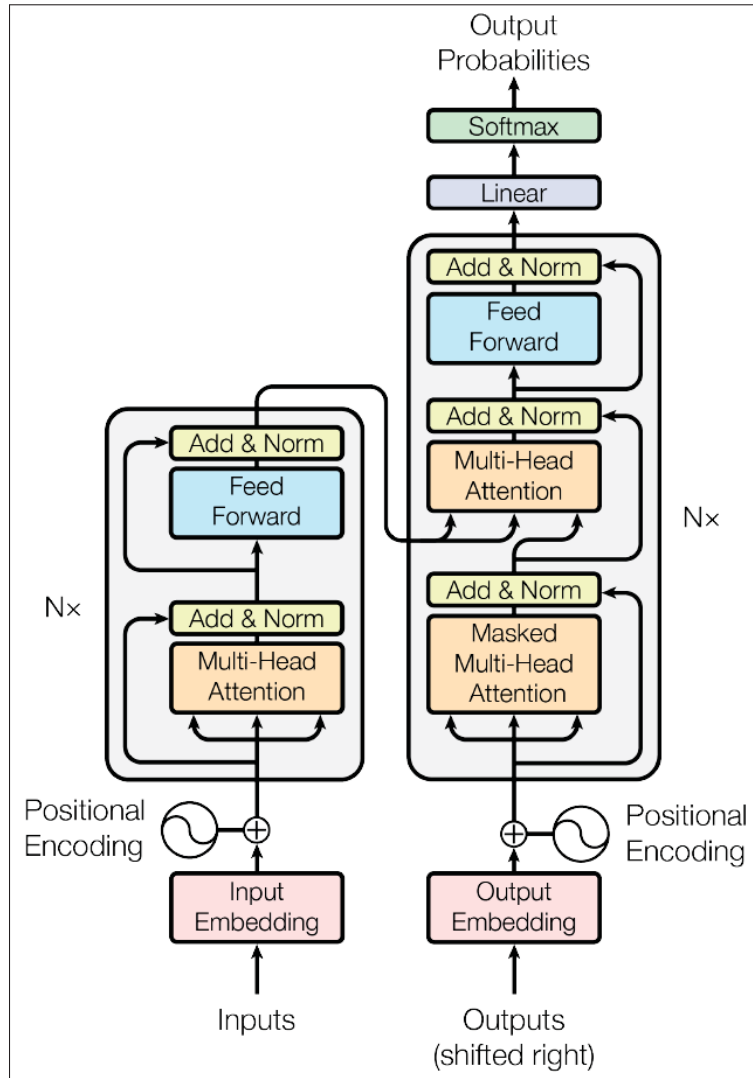 Output
Probabilities
Softmax
Linear
Add & Norm
Feed
Forward
Add & Norm
Multi-Head
Attention
Add & Norm
Masked
Multi-Head
Attention
N×
Add & Norm
Feed
Forward
Add & Norm
Multi-Head
Attention
N×
Positional
Encoding
Positional
Encoding
Input
Embedding
Output
Embedding
Inputs
Outputs
(shifted right)